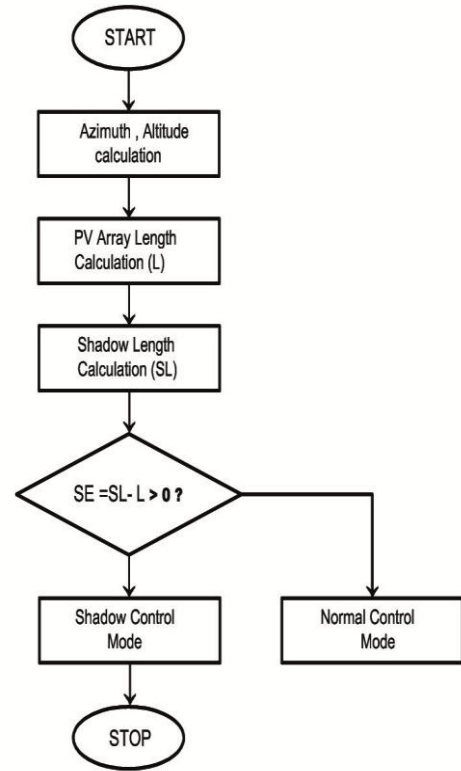 START
Azimuth , Altitude
calculation
PV Array Length
Calculation (L)
Shadow Length
Calculation (SL)
SE =SL- L > 0 ?
Shadow Control
Mode
Normal Control
Mode
STOP